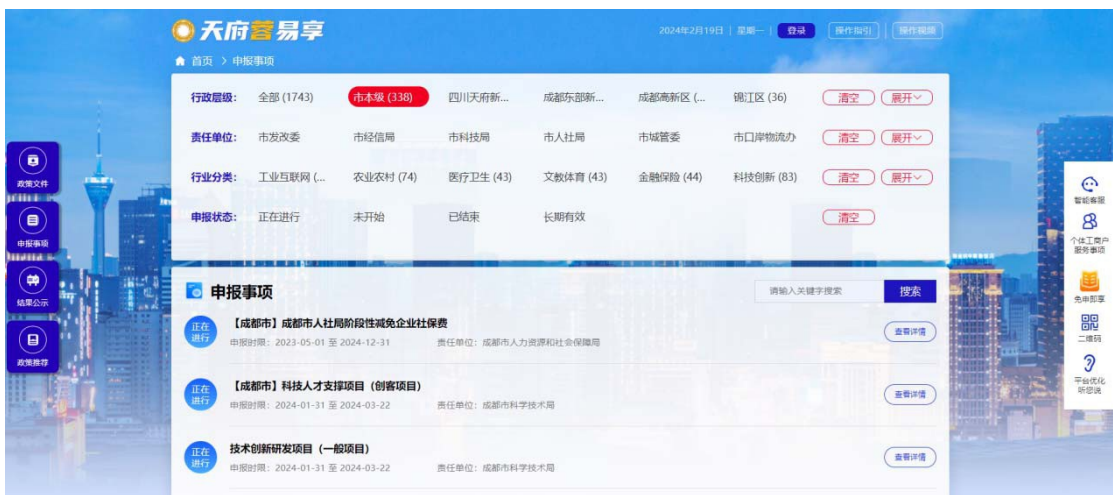 天府蓉易享
2024年2月19日 | 星期一 | 登录 操作指引 | 操作视频
首页 > 申报事项
行政层级： 全部 (1743) 市本级 (338) 四川天府新... 成都东部新... 成都高新区 (... 锦江区 (36) 清空 展开
责任单位： 市发改委 市经信局 市科技局 市人社局 市城管委 市口岸物流办 清空 展开
行业分类： 工业互联网 (... 农业农村 (74) 医疗卫生 (43) 文教体育 (43) 金融保险 (44) 科技创新 (83) 清空 展开
申报状态： 正在进行 未开始 已结束 长期有效 清空
政策文件
申报事项
结果公示
政策推荐
申报事项
请输入关键字搜索 搜索
正在进行
【成都市】成都市人社局阶段性减免企业社保费
申报时限：2023-05-01 至 2024-12-31 责任单位：成都市人力资源和社会保障局
查看详情
正在进行
【成都市】科技人才支撑项目（创客项目）
申报时限：2024-01-31 至 2024-03-22 责任单位：成都市科学技术局
查看详情
正在进行
技术创新研发项目（一般项目）
申报时限：2024-01-31 至 2024-03-22 责任单位：成都市科学技术局
查看详情
智能客服
个体工商户
服务事项
免申即享
二维码
平台优化
听您说